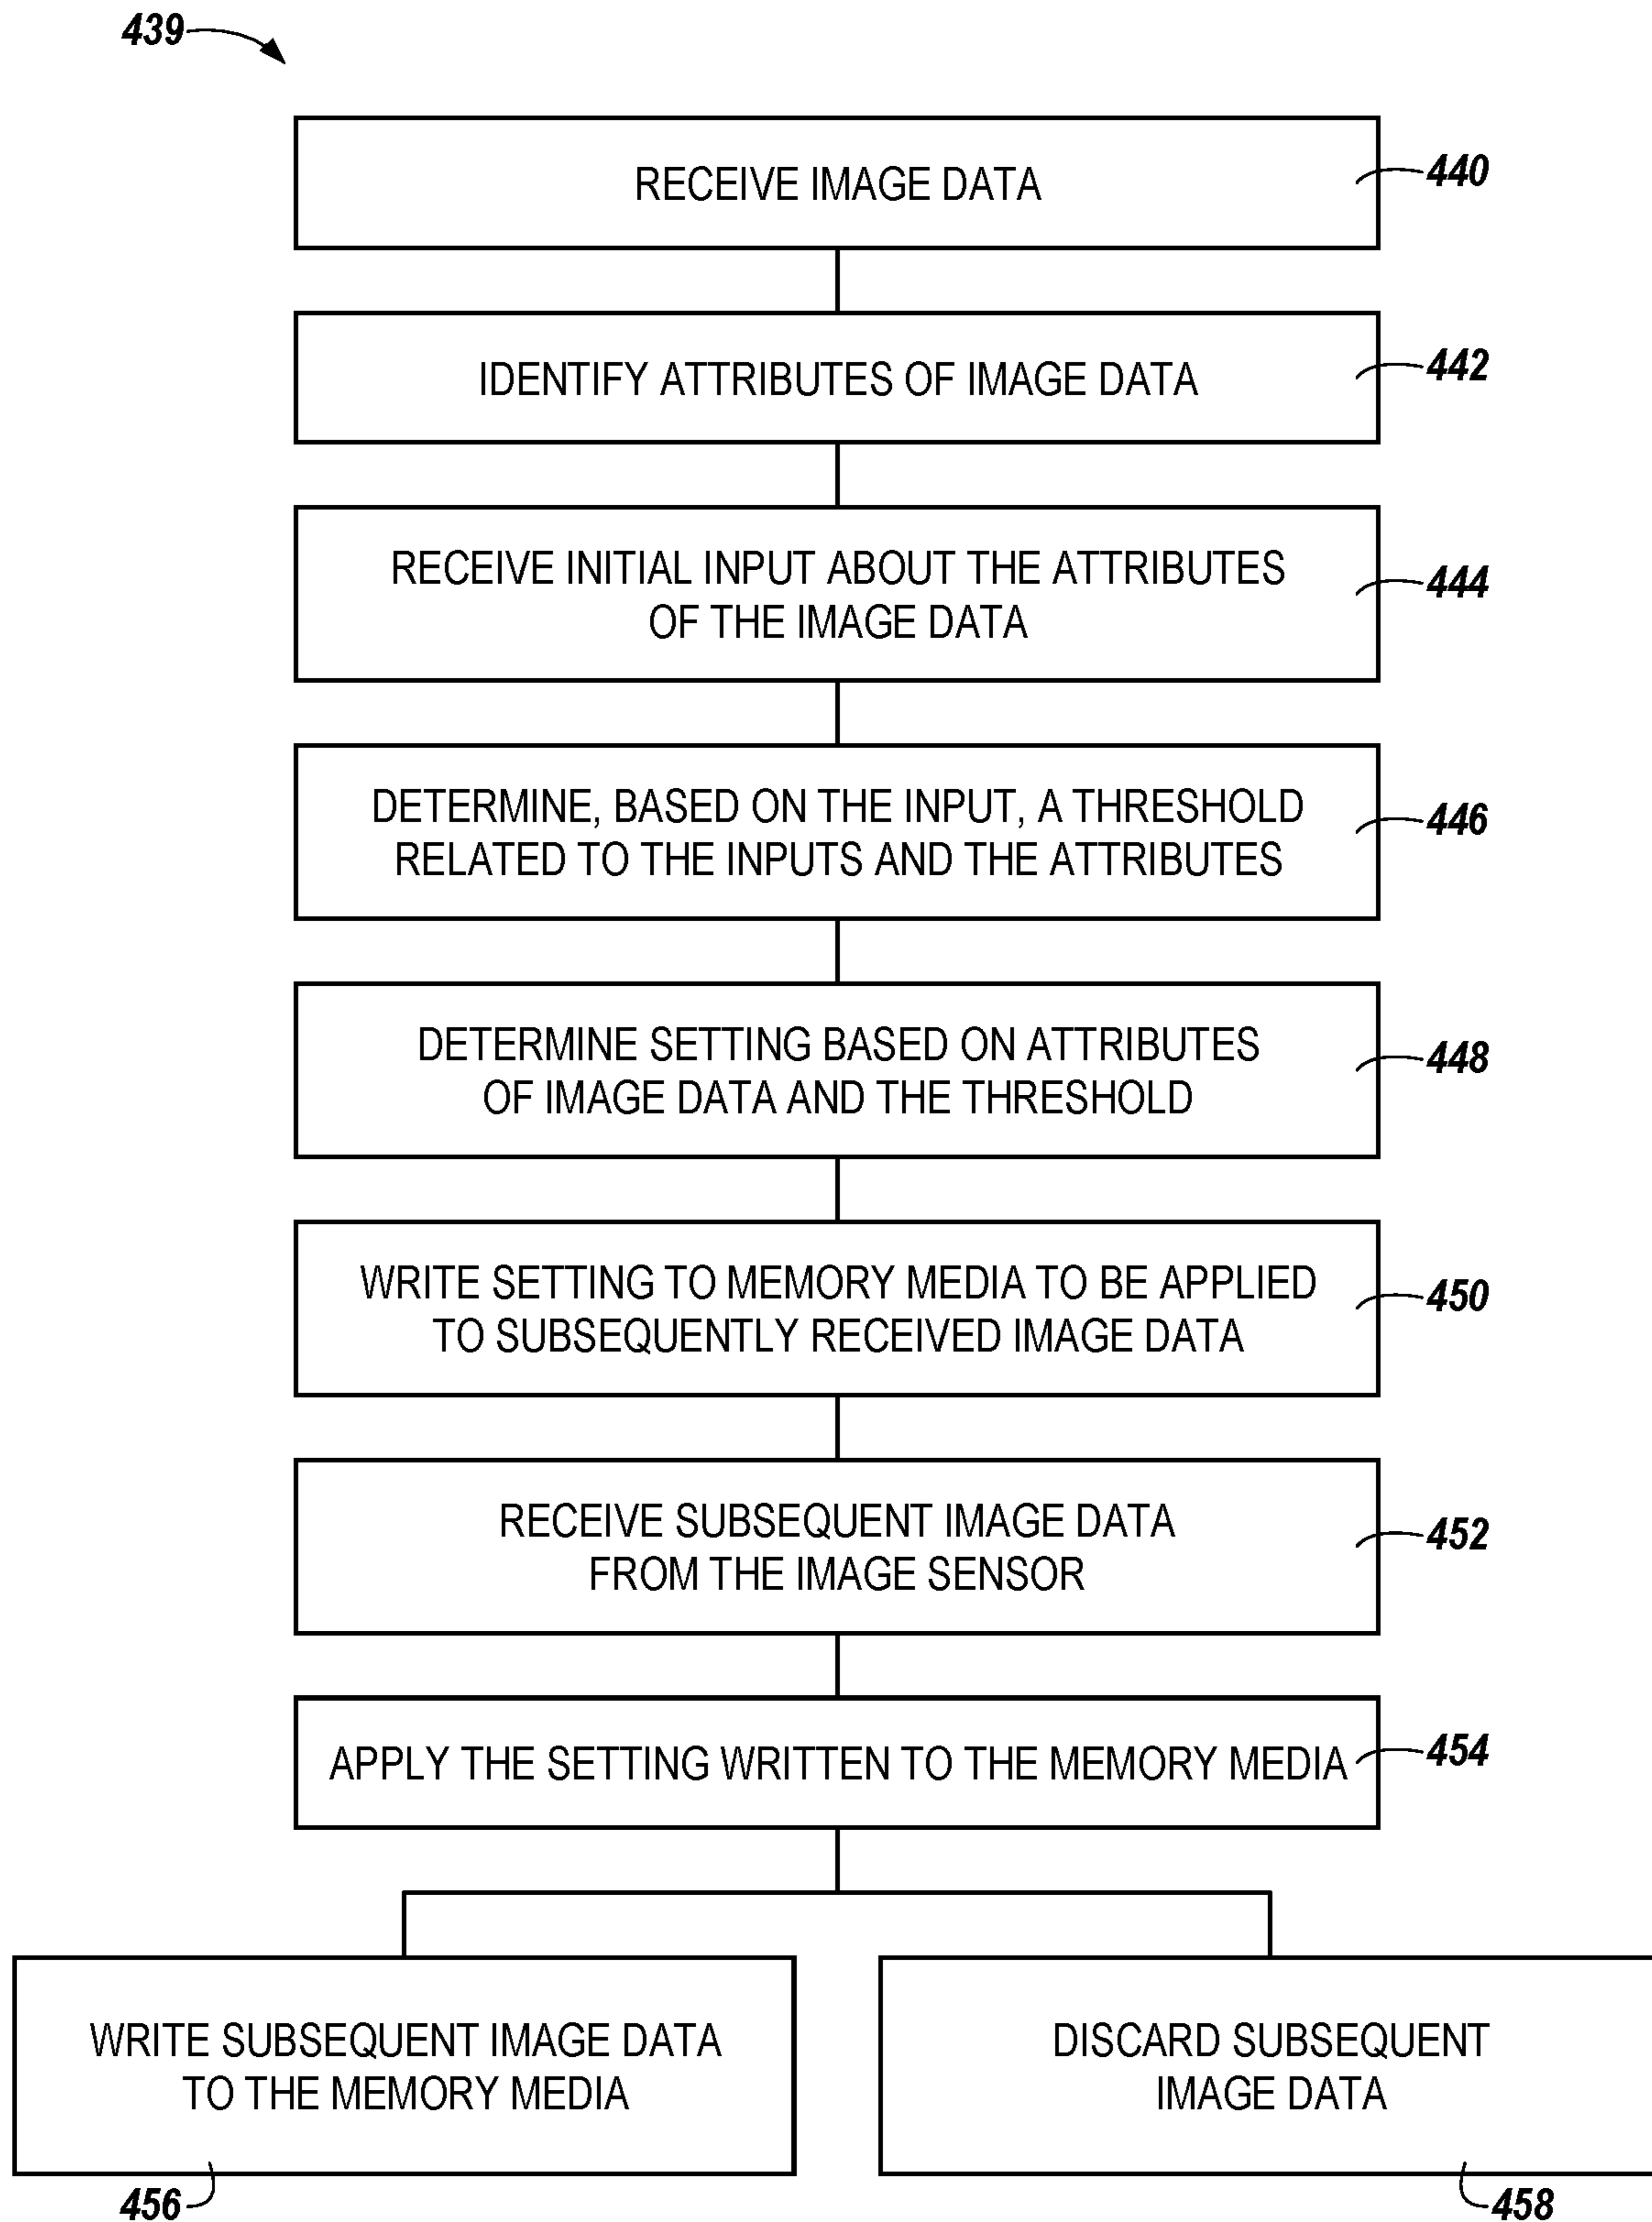 439
RECEIVE IMAGE DATA
440
IDENTIFY ATTRIBUTES OF IMAGE DATA
442
RECEIVE INITIAL INPUT ABOUT THE ATTRIBUTES
OF THE IMAGE DATA
444
DETERMINE, BASED ON THE INPUT, A THRESHOLD
RELATED TO THE INPUTS AND THE ATTRIBUTES
446
DETERMINE SETTING BASED ON ATTRIBUTES
OF IMAGE DATA AND THE THRESHOLD
448
WRITE SETTING TO MEMORY MEDIA TO BE APPLIED
TO SUBSEQUENTLY RECEIVED IMAGE DATA
450
RECEIVE SUBSEQUENT IMAGE DATA
FROM THE IMAGE SENSOR
452
APPLY THE SETTING WRITTEN TO THE MEMORY MEDIA
454
WRITE SUBSEQUENT IMAGE DATA
TO THE MEMORY MEDIA
456
DISCARD SUBSEQUENT
IMAGE DATA
458